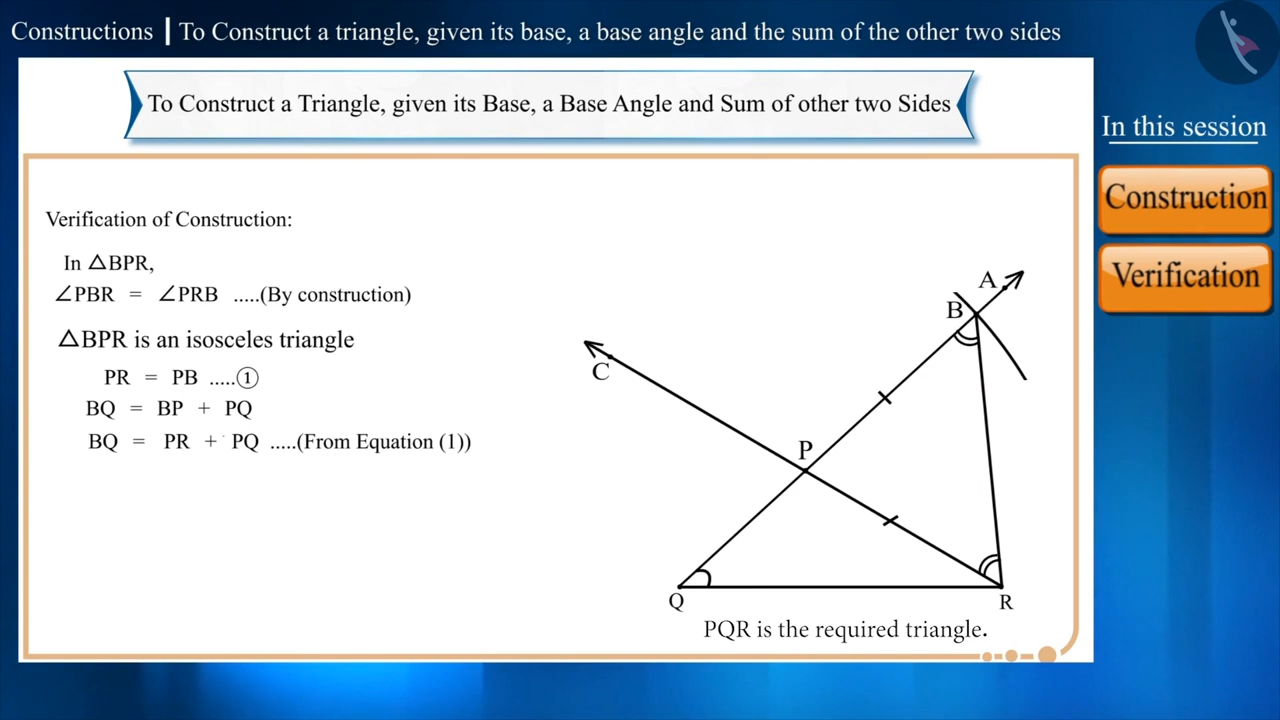 Constructions | To Construct a triangle, given its base, a base angle and the sum of the other two sides
To Construct a Triangle, given its Base, a Base Angle and Sum of other two Sides
In this session
Construction
Verification
Verification of Construction:
In △BPR,
∠PBR = ∠PRB .....(By construction)
△BPR is an isosceles triangle
PR = PB .....①
BQ = BP + PQ
BQ = PR + PQ .....(From Equation (1))
A
B
C
P
Q
R
PQR is the required triangle.